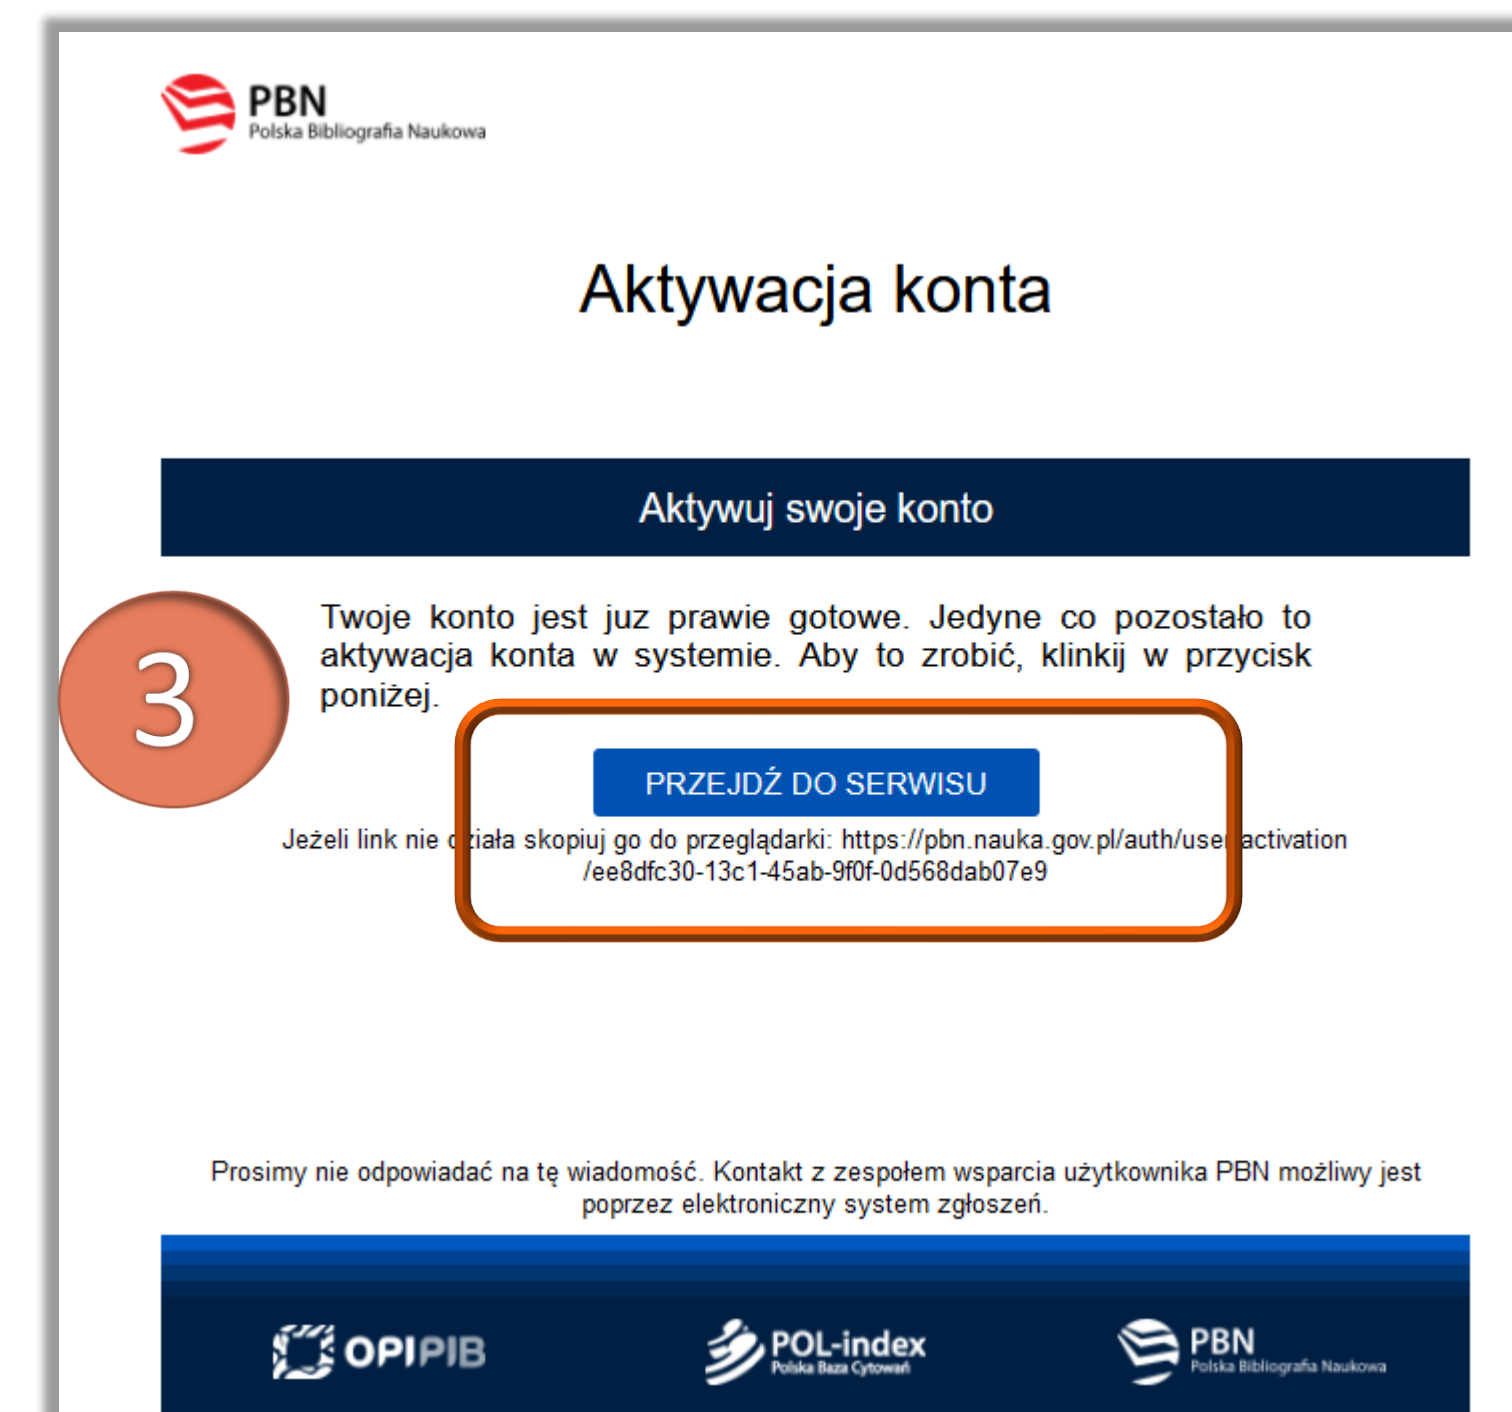 PBN
Polska Bibliografia Naukowa
Aktywacja konta
Aktywuj swoje konto
3
Twoje konto jest juz prawie gotowe. Jedyne co pozostało to
aktywacja konta w systemie. Aby to zrobić, klinkij w przycisk
poniżej.
PRZEJDŹ DO SERWISU
Jeżeli link nie działa skopiuj go do przeglądarki: https://pbn.nauka.gov.pl/auth/user/activation
/ee8dfc30-13c1-45ab-9f0f-0d568dab07e9
Prosimy nie odpowiadać na tę wiadomość. Kontakt z zespołem wsparcia użytkownika PBN możliwy jest
poprzez elektroniczny system zgłoszeń.
OPIPIB
POL-index
Polska Baza Cytowań
PBN
Polska Bibliografia Naukowa